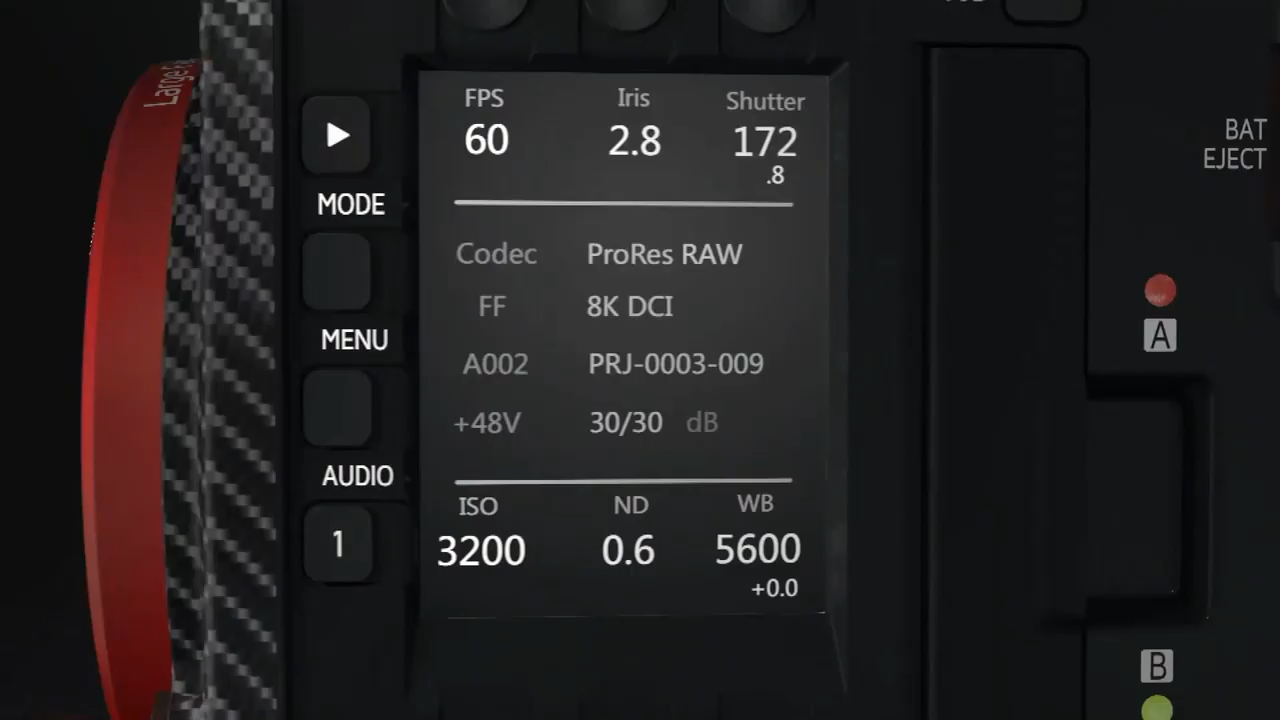 Large
FPS Iris Shutter
60 2.8 172
.8
BAT
EJECT
MODE
Codec ProRes RAW
FF 8K DCI
MENU
A
A002 PRJ-0003-009
+48V 30/30 dB
AUDIO
ISO ND WB
1
3200 0.6 5600
+0.0
B